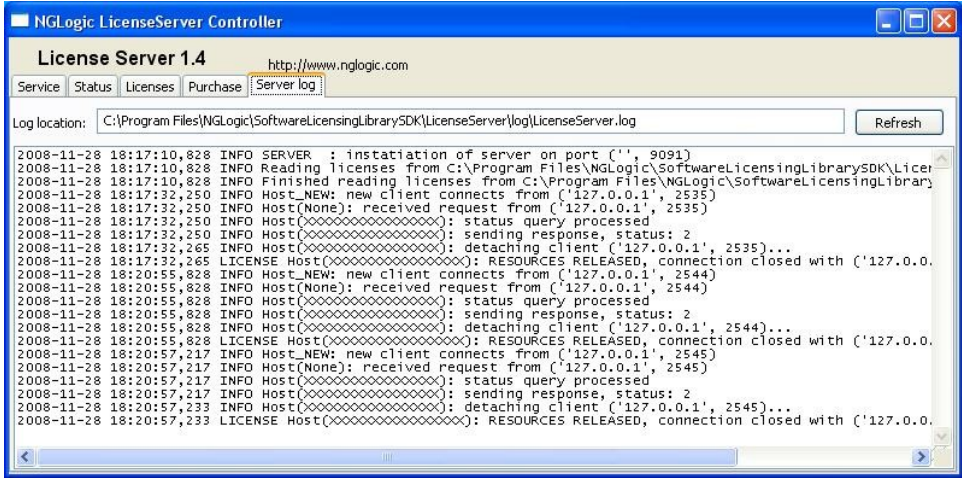 NGLogic LicenseServer Controller
License Server 1.4
http://www.nglogic.com
Service Status Licenses Purchase Server log
Log location: C:\Program Files\NGLogic\SoftwareLicensingLibrarySDK\LicenseServer\log\LicenseServer.log Refresh
2008-11-28 18:17:10,828 INFO SERVER : instatiation of server on port ('', 9091)
2008-11-28 18:17:10,828 INFO Reading licenses from C:\Program Files\NGLogic\SoftwareLicensingLibrarySDK\Licer
2008-11-28 18:17:10,828 INFO Finished reading licenses from C:\Program Files\NGLogic\SoftwareLicensingLibrary
2008-11-28 18:17:32,250 INFO Host_NEW: new client connects from ('127.0.0.1', 2535)
2008-11-28 18:17:32,250 INFO Host(None): received request from ('127.0.0.1', 2535)
2008-11-28 18:17:32,250 INFO Host(XXXXXXXXXXXXXXXX): status query processed
2008-11-28 18:17:32,250 INFO Host(XXXXXXXXXXXXXXXX): sending response, status: 2
2008-11-28 18:17:32,265 INFO Host(XXXXXXXXXXXXXXXX): detaching client ('127.0.0.1', 2535)...
2008-11-28 18:17:32,265 LICENSE Host(XXXXXXXXXXXXXXXX): RESOURCES RELEASED, connection closed with ('127.0.0.
2008-11-28 18:20:55,828 INFO Host_NEW: new client connects from ('127.0.0.1', 2544)
2008-11-28 18:20:55,828 INFO Host(None): received request from ('127.0.0.1', 2544)
2008-11-28 18:20:55,828 INFO Host(XXXXXXXXXXXXXXXX): status query processed
2008-11-28 18:20:55,828 INFO Host(XXXXXXXXXXXXXXXX): sending response, status: 2
2008-11-28 18:20:55,828 INFO Host(XXXXXXXXXXXXXXXX): detaching client ('127.0.0.1', 2544)...
2008-11-28 18:20:55,828 LICENSE Host(XXXXXXXXXXXXXXXX): RESOURCES RELEASED, connection closed with ('127.0.0.
2008-11-28 18:20:57,217 INFO Host_NEW: new client connects from ('127.0.0.1', 2545)
2008-11-28 18:20:57,217 INFO Host(None): received request from ('127.0.0.1', 2545)
2008-11-28 18:20:57,217 INFO Host(XXXXXXXXXXXXXXXX): status query processed
2008-11-28 18:20:57,217 INFO Host(XXXXXXXXXXXXXXXX): sending response, status: 2
2008-11-28 18:20:57,233 INFO Host(XXXXXXXXXXXXXXXX): detaching client ('127.0.0.1', 2545)...
2008-11-28 18:20:57,233 LICENSE Host(XXXXXXXXXXXXXXXX): RESOURCES RELEASED, connection closed with ('127.0.0.